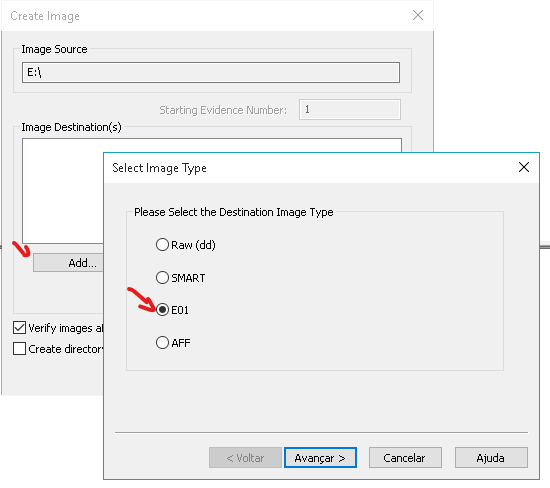 Create Image
Image Source
E:\
Starting Evidence Number: 1
Image Destination(s)
Add...
Verify images a
Create directory
Select Image Type
Please Select the Destination Image Type
Raw (dd)
SMART
E01
AFF
< Voltar Avançar > Cancelar Ajuda